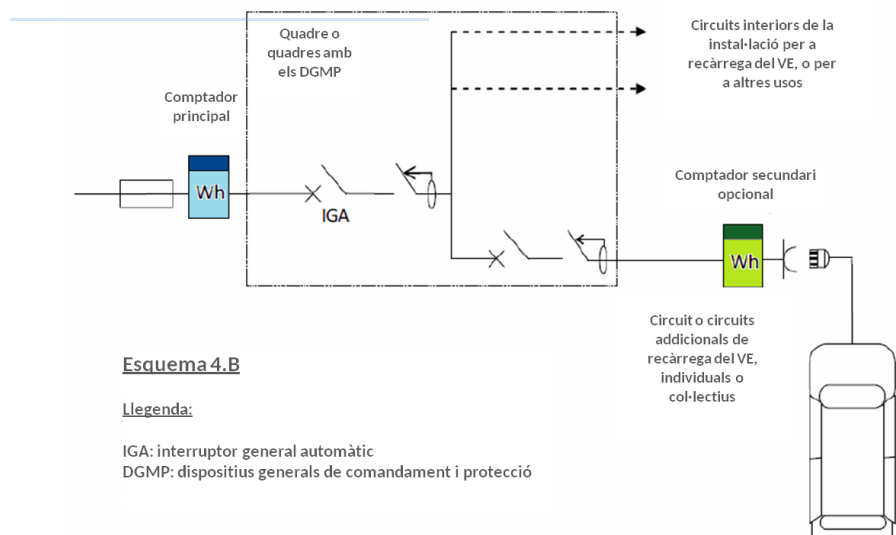 Quadre o
quadres amb
els DGMP
Circuits interiors de la
instal·lació per a
recàrrega del VE, o per
a altres usos
Comptador
principal
Wh
IGA
Comptador secundari
opcional
Wh
Circuit o circuits
addicionals de
recàrrega del VE,
individuals o
col·lectius
Esquema 4.B
Llegenda:
IGA: interruptor general automàtic
DGMP: dispositius generals de comandament i protecció